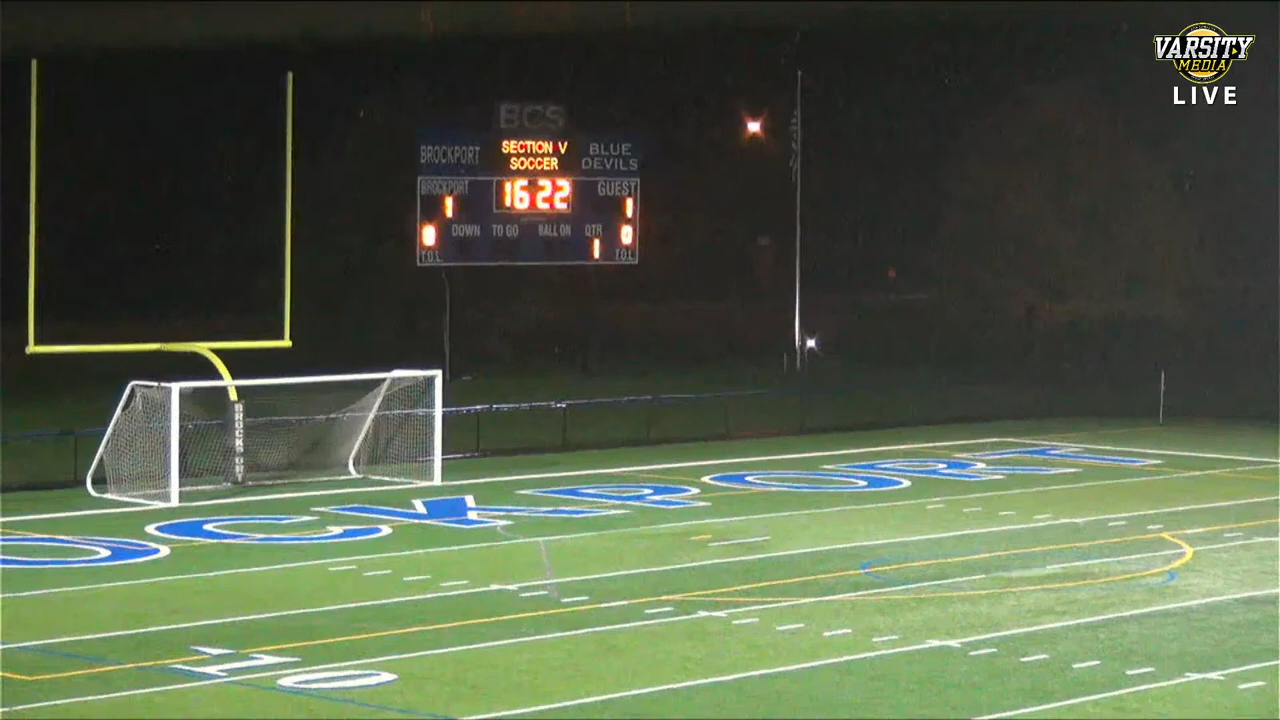 VARSITY
MEDIA
LIVE
BCS
BROCKPORT
SECTION V
SOCCER
BLUE
DEVILS
BROCKPORT 16 22 GUEST
1 1
0 DOWN TO GO BALL ON QTR 0
T.O.L. 1 T.O.L.
BROCKPORT
OCKPORT
10